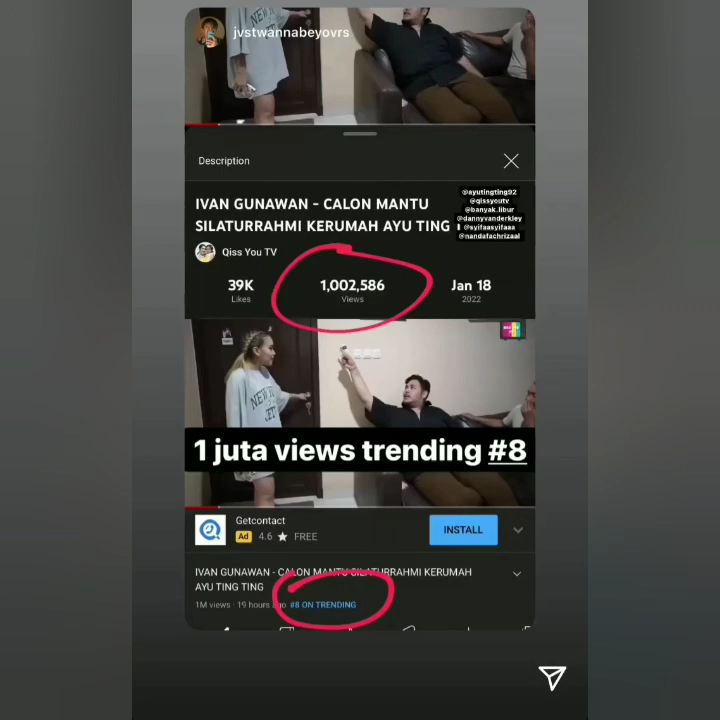 jvstwannabeyovrs
Description
IVAN GUNAWAN - CALON MANTU
SILATURRAHMI KERUMAH AYU TING
@ayutingting92
@qissyoutv
@banyak.libur
@dannyvanderkley
@syifaasyifaaa
@nandafachrizaal
Qiss You TV
39K
Likes
1,002,586
Views
Jan 18
2022
NEW
1 juta views trending #8
Getcontact
Ad 4.6 ★ FREE
INSTALL
IVAN GUNAWAN - CALON MANTU SILATURRAHMI KERUMAH
AYU TING TING
1M views · 19 hours ago #8 ON TRENDING